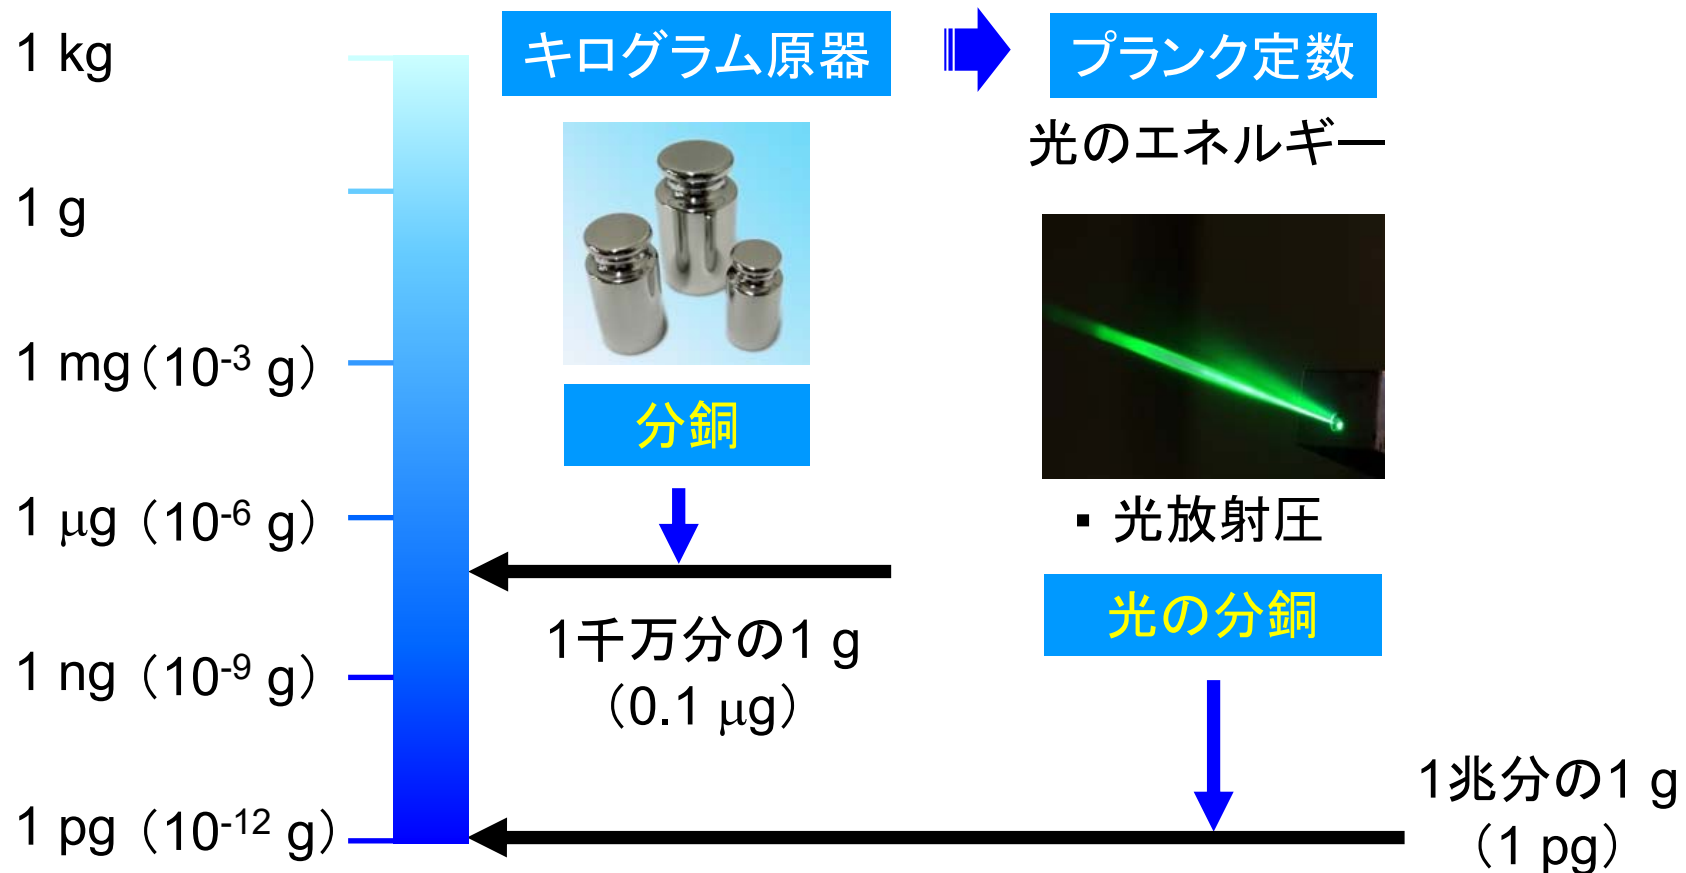 1 kg
1 g
1 mg（10⁻³ g）
1 μg（10⁻⁶ g）
1 ng（10⁻⁹ g）
1 pg（10⁻¹² g）
キログラム原器
分銅
1千万分の1 g
（0.1 μg）
プランク定数
光のエネルギー
▪ 光放射圧
光の分銅
1兆分の1 g
（1 pg）